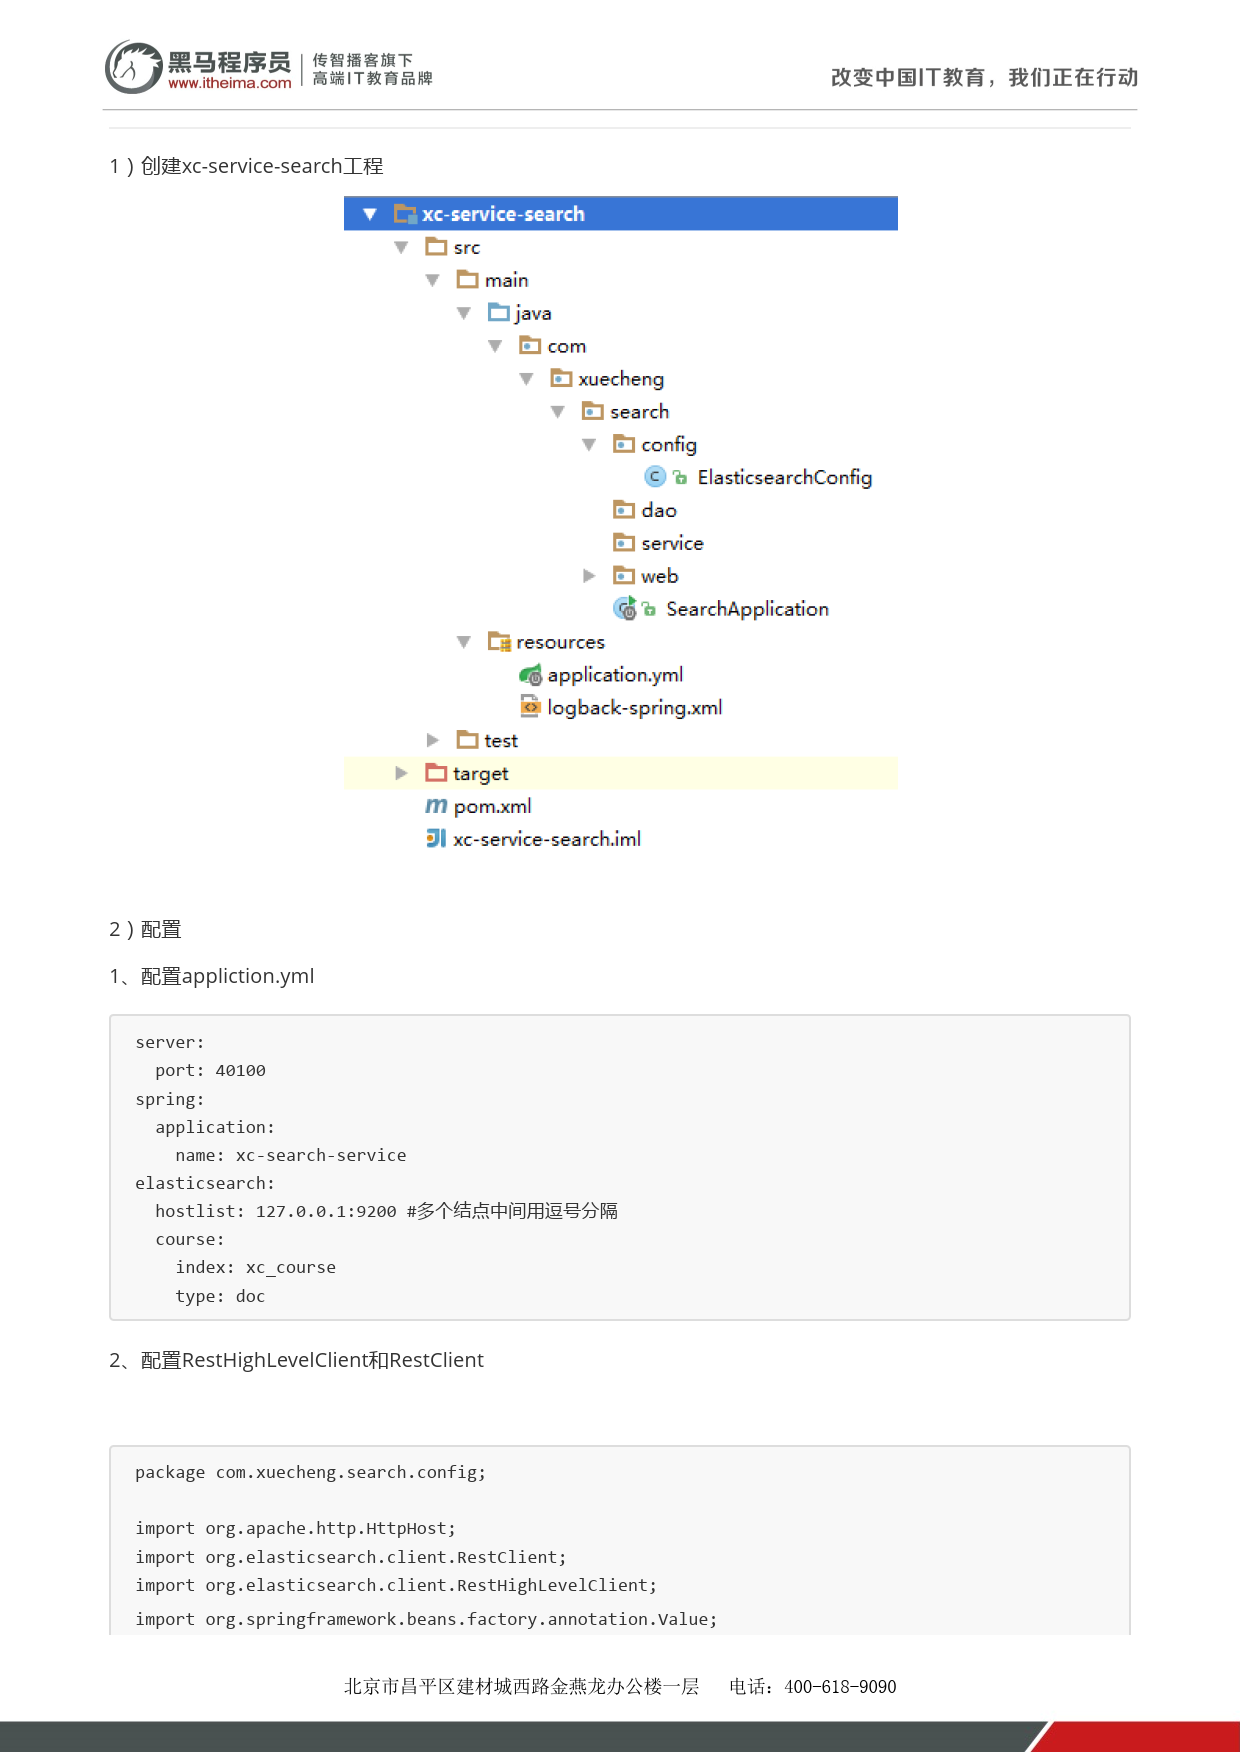 黑马程序员
www.itheima.com
传智播客旗下
高端IT教育品牌
改变中国IT教育，我们正在行动
1）创建xc-service-search工程
xc-service-search
src
main
java
com
xuecheng
search
config
ElasticsearchConfig
dao
service
web
SearchApplication
resources
application.yml
logback-spring.xml
test
target
pom.xml
xc-service-search.iml
2）配置
1、配置appliction.yml
server:
  port: 40100
spring:
  application:
    name: xc-search-service
elasticsearch:
  hostlist: 127.0.0.1:9200 #多个结点中间用逗号分隔
  course:
    index: xc_course
    type: doc
2、配置RestHighLevelClient和RestClient
package com.xuecheng.search.config;
import org.apache.http.HttpHost;
import org.elasticsearch.client.RestClient;
import org.elasticsearch.client.RestHighLevelClient;
import org.springframework.beans.factory.annotation.Value;
北京市昌平区建材城西路金燕龙办公楼一层 电话：400-618-9090